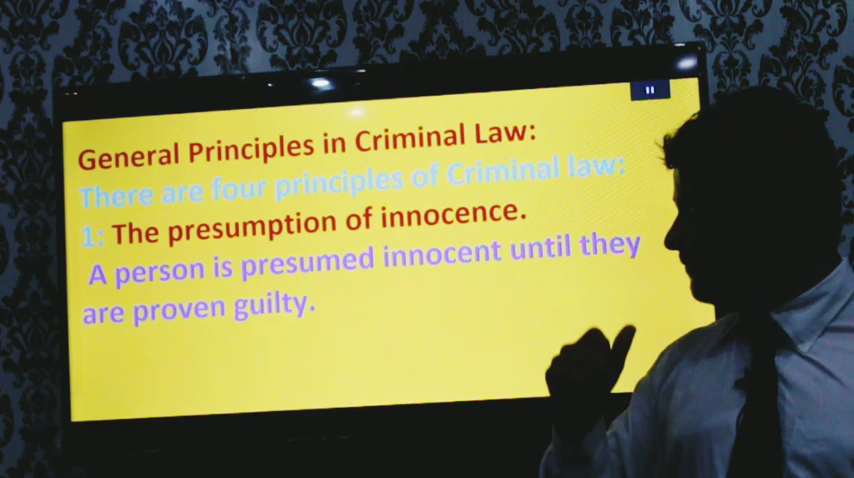 General Principles in Criminal Law:
There are four principles of Criminal law:
1: The presumption of innocence.
A person is presumed innocent until they
are proven guilty.